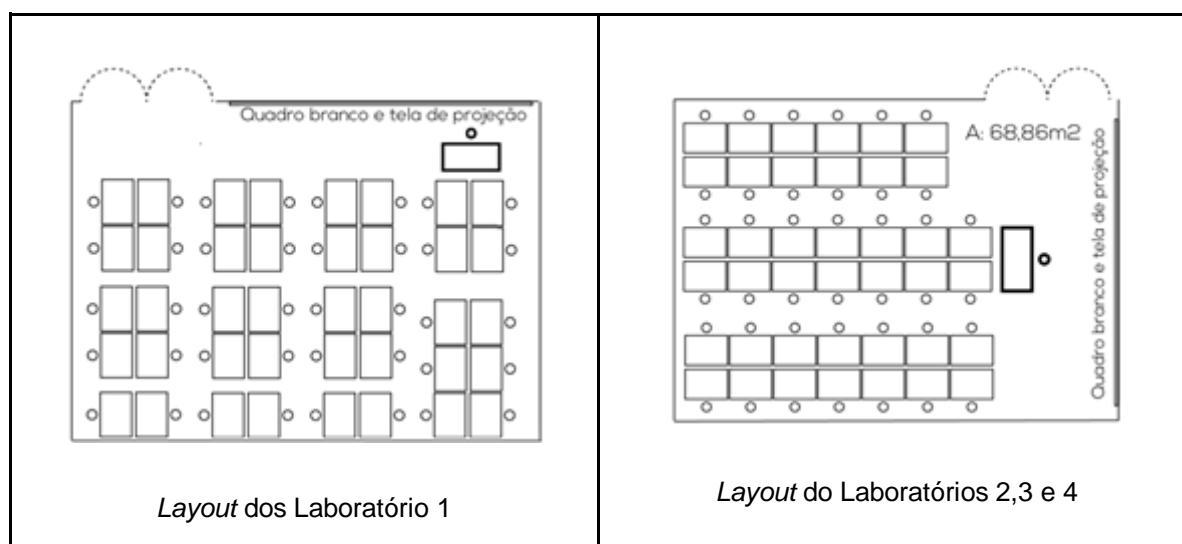 Quadro branco e tela de projeção
Layout dos Laboratório 1
A: 68,86m2
Quadro branco e tela de projeção
Layout do Laboratórios 2,3 e 4